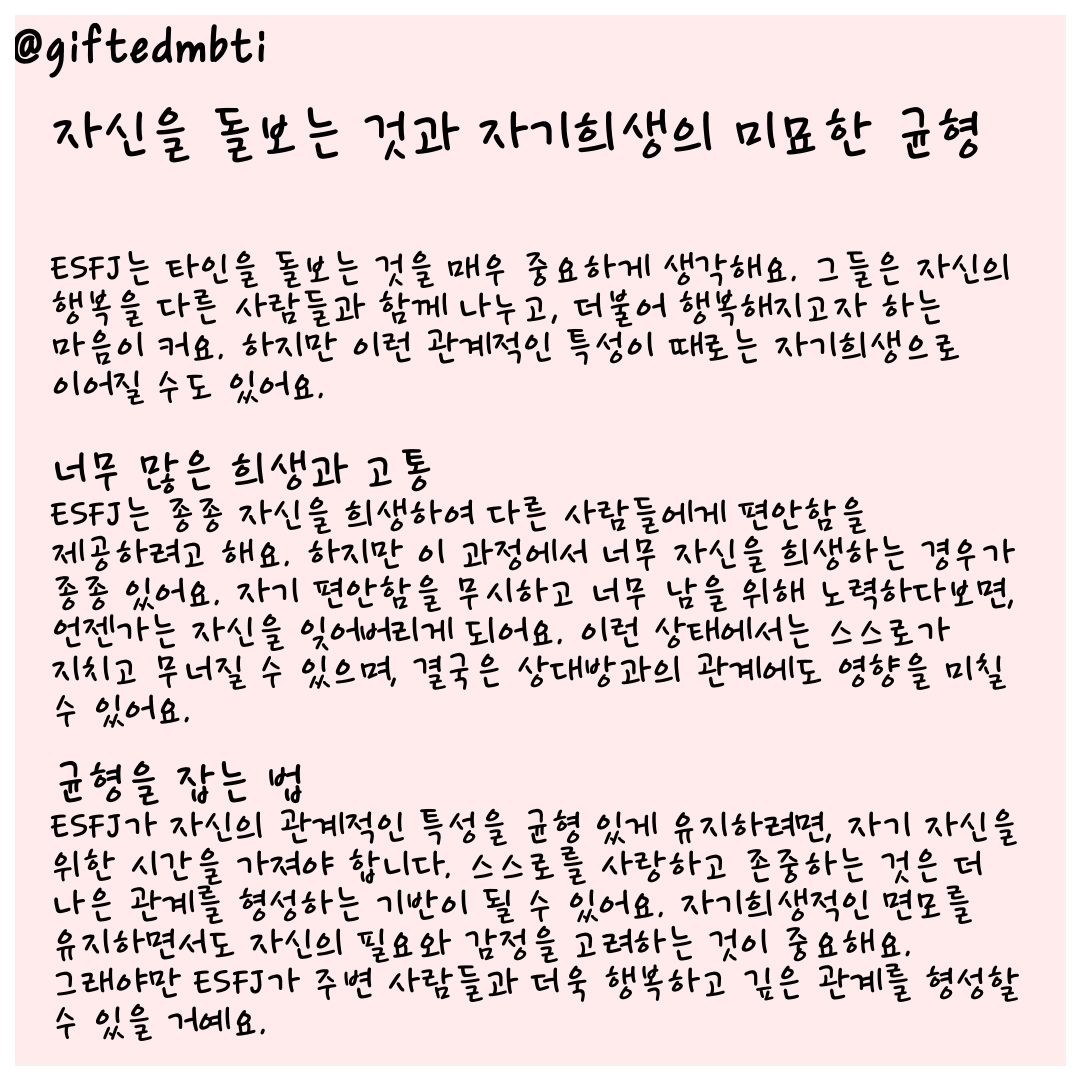 @giftedmbti
자신을 돌보는 것과 자기희생의 미묘한 균형
ESFJ는 타인을 돌보는 것을 매우 중요하게 생각해요. 그들은 자신의
행복을 다른 사람들과 함께 나누고, 더불어 행복해지고자 하는
마음이 커요. 하지만 이런 관계적인 특성이 때로는 자기희생으로
이어질 수도 있어요.
너무 많은 희생과 고통
ESFJ는 종종 자신을 희생하여 다른 사람들에게 편안함을
제공하려고 해요. 하지만 이 과정에서 너무 자신을 희생하는 경우가
종종 있어요. 자기 편안함을 무시하고 너무 남을 위해 노력하다보면,
언젠가는 자신을 잊어버리게 되어요. 이런 상태에서는 스스로가
지치고 무너질 수 있으며, 결국은 상대방과의 관계에도 영향을 미칠
수 있어요.
균형을 잡는 법
ESFJ가 자신의 관계적인 특성을 균형 있게 유지하려면, 자기 자신을
위한 시간을 가져야 합니다. 스스로를 사랑하고 존중하는 것은 더
나은 관계를 형성하는 기반이 될 수 있어요. 자기희생적인 면모를
유지하면서도 자신의 필요와 감정을 고려하는 것이 중요해요.
그래야만 ESFJ가 주변 사람들과 더욱 행복하고 깊은 관계를 형성할
수 있을 거예요.